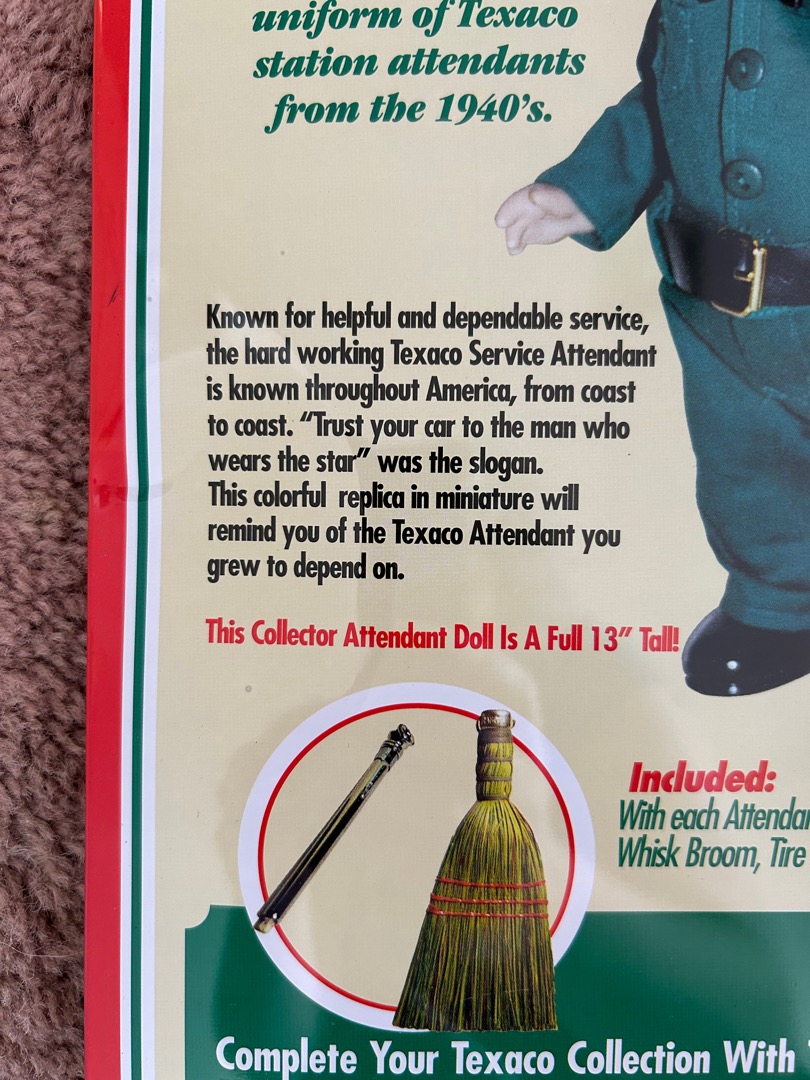 uniform of Texaco
station attendants
from the 1940's.
Known for helpful and dependable service,
the hard working Texaco Service Attendant
is known throughout America, from coast
to coast. "Trust your car to the man who
wears the star" was the slogan.
This colorful replica in miniature will
remind you of the Texaco Attendant you
grew to depend on.
This Collector Attendant Doll Is A Full 13" Tall!
Included:
With each Attendan
Whisk Broom, Tire
Complete Your Texaco Collection With